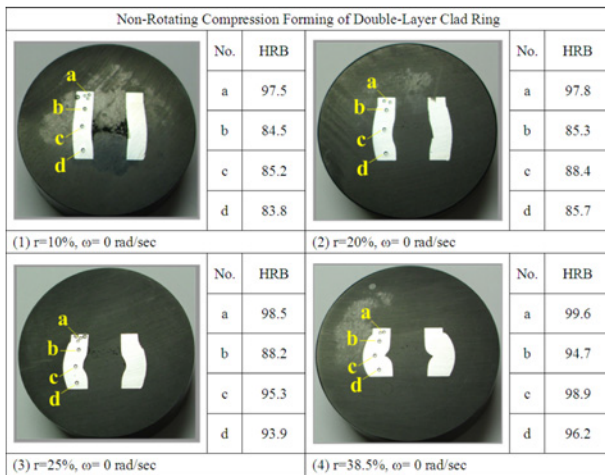 Non-Rotating Compression Forming of Double-Layer Clad Ring
a
b
c
d
No. HRB
a 97.5
b 84.5
c 85.2
d 83.8
(1) r=10%, ω= 0 rad/sec
a
b
c
d
No. HRB
a 97.8
b 85.3
c 88.4
d 85.7
(2) r=20%, ω= 0 rad/sec
a
b
c
d
No. HRB
a 98.5
b 88.2
c 95.3
d 93.9
(3) r=25%, ω= 0 rad/sec
a
b
c
d
No. HRB
a 99.6
b 94.7
c 98.9
d 96.2
(4) r=38.5%, ω= 0 rad/sec